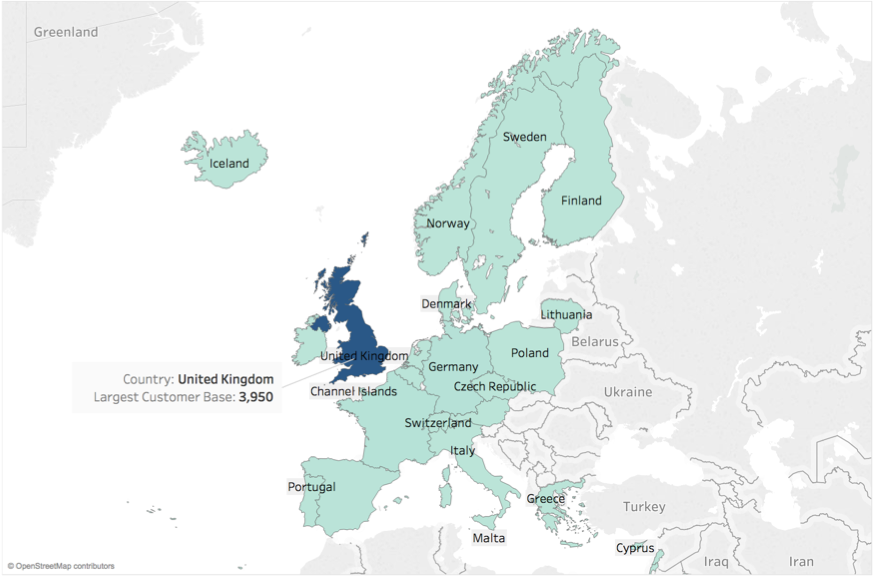 Greenland
Iceland
Sweden
Finland
Norway
Denmark
Lithuania
Belarus
United Kingdom
Poland
Germany
Country: United Kingdom
Largest Customer Base: 3,950
Channel Islands
Czech Republic
Ukraine
Switzerland
Italy
Portugal
Greece
Turkey
Malta
Cyprus
Iraq
Iran
© OpenStreetMap contributors